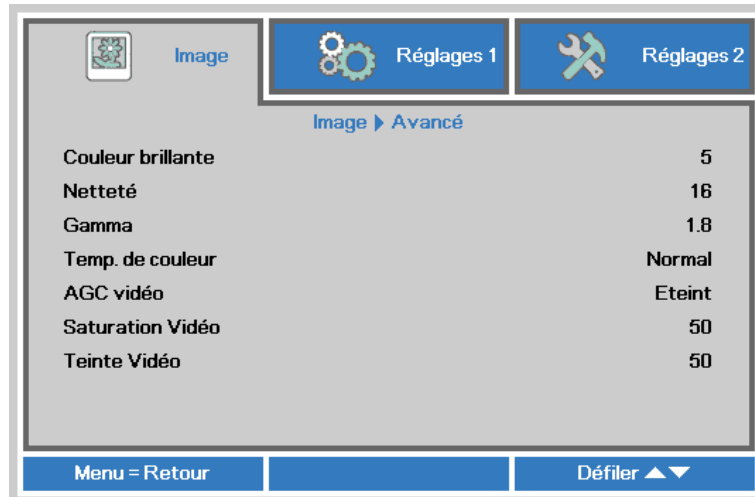 Image Réglages 1 Réglages 2
Image ▶ Avancé
Couleur brillante 5
Netteté 16
Gamma 1.8
Temp. de couleur Normal
AGC vidéo Eteint
Saturation Vidéo 50
Teinte Vidéo 50
Menu = Retour Défiler ▲▼